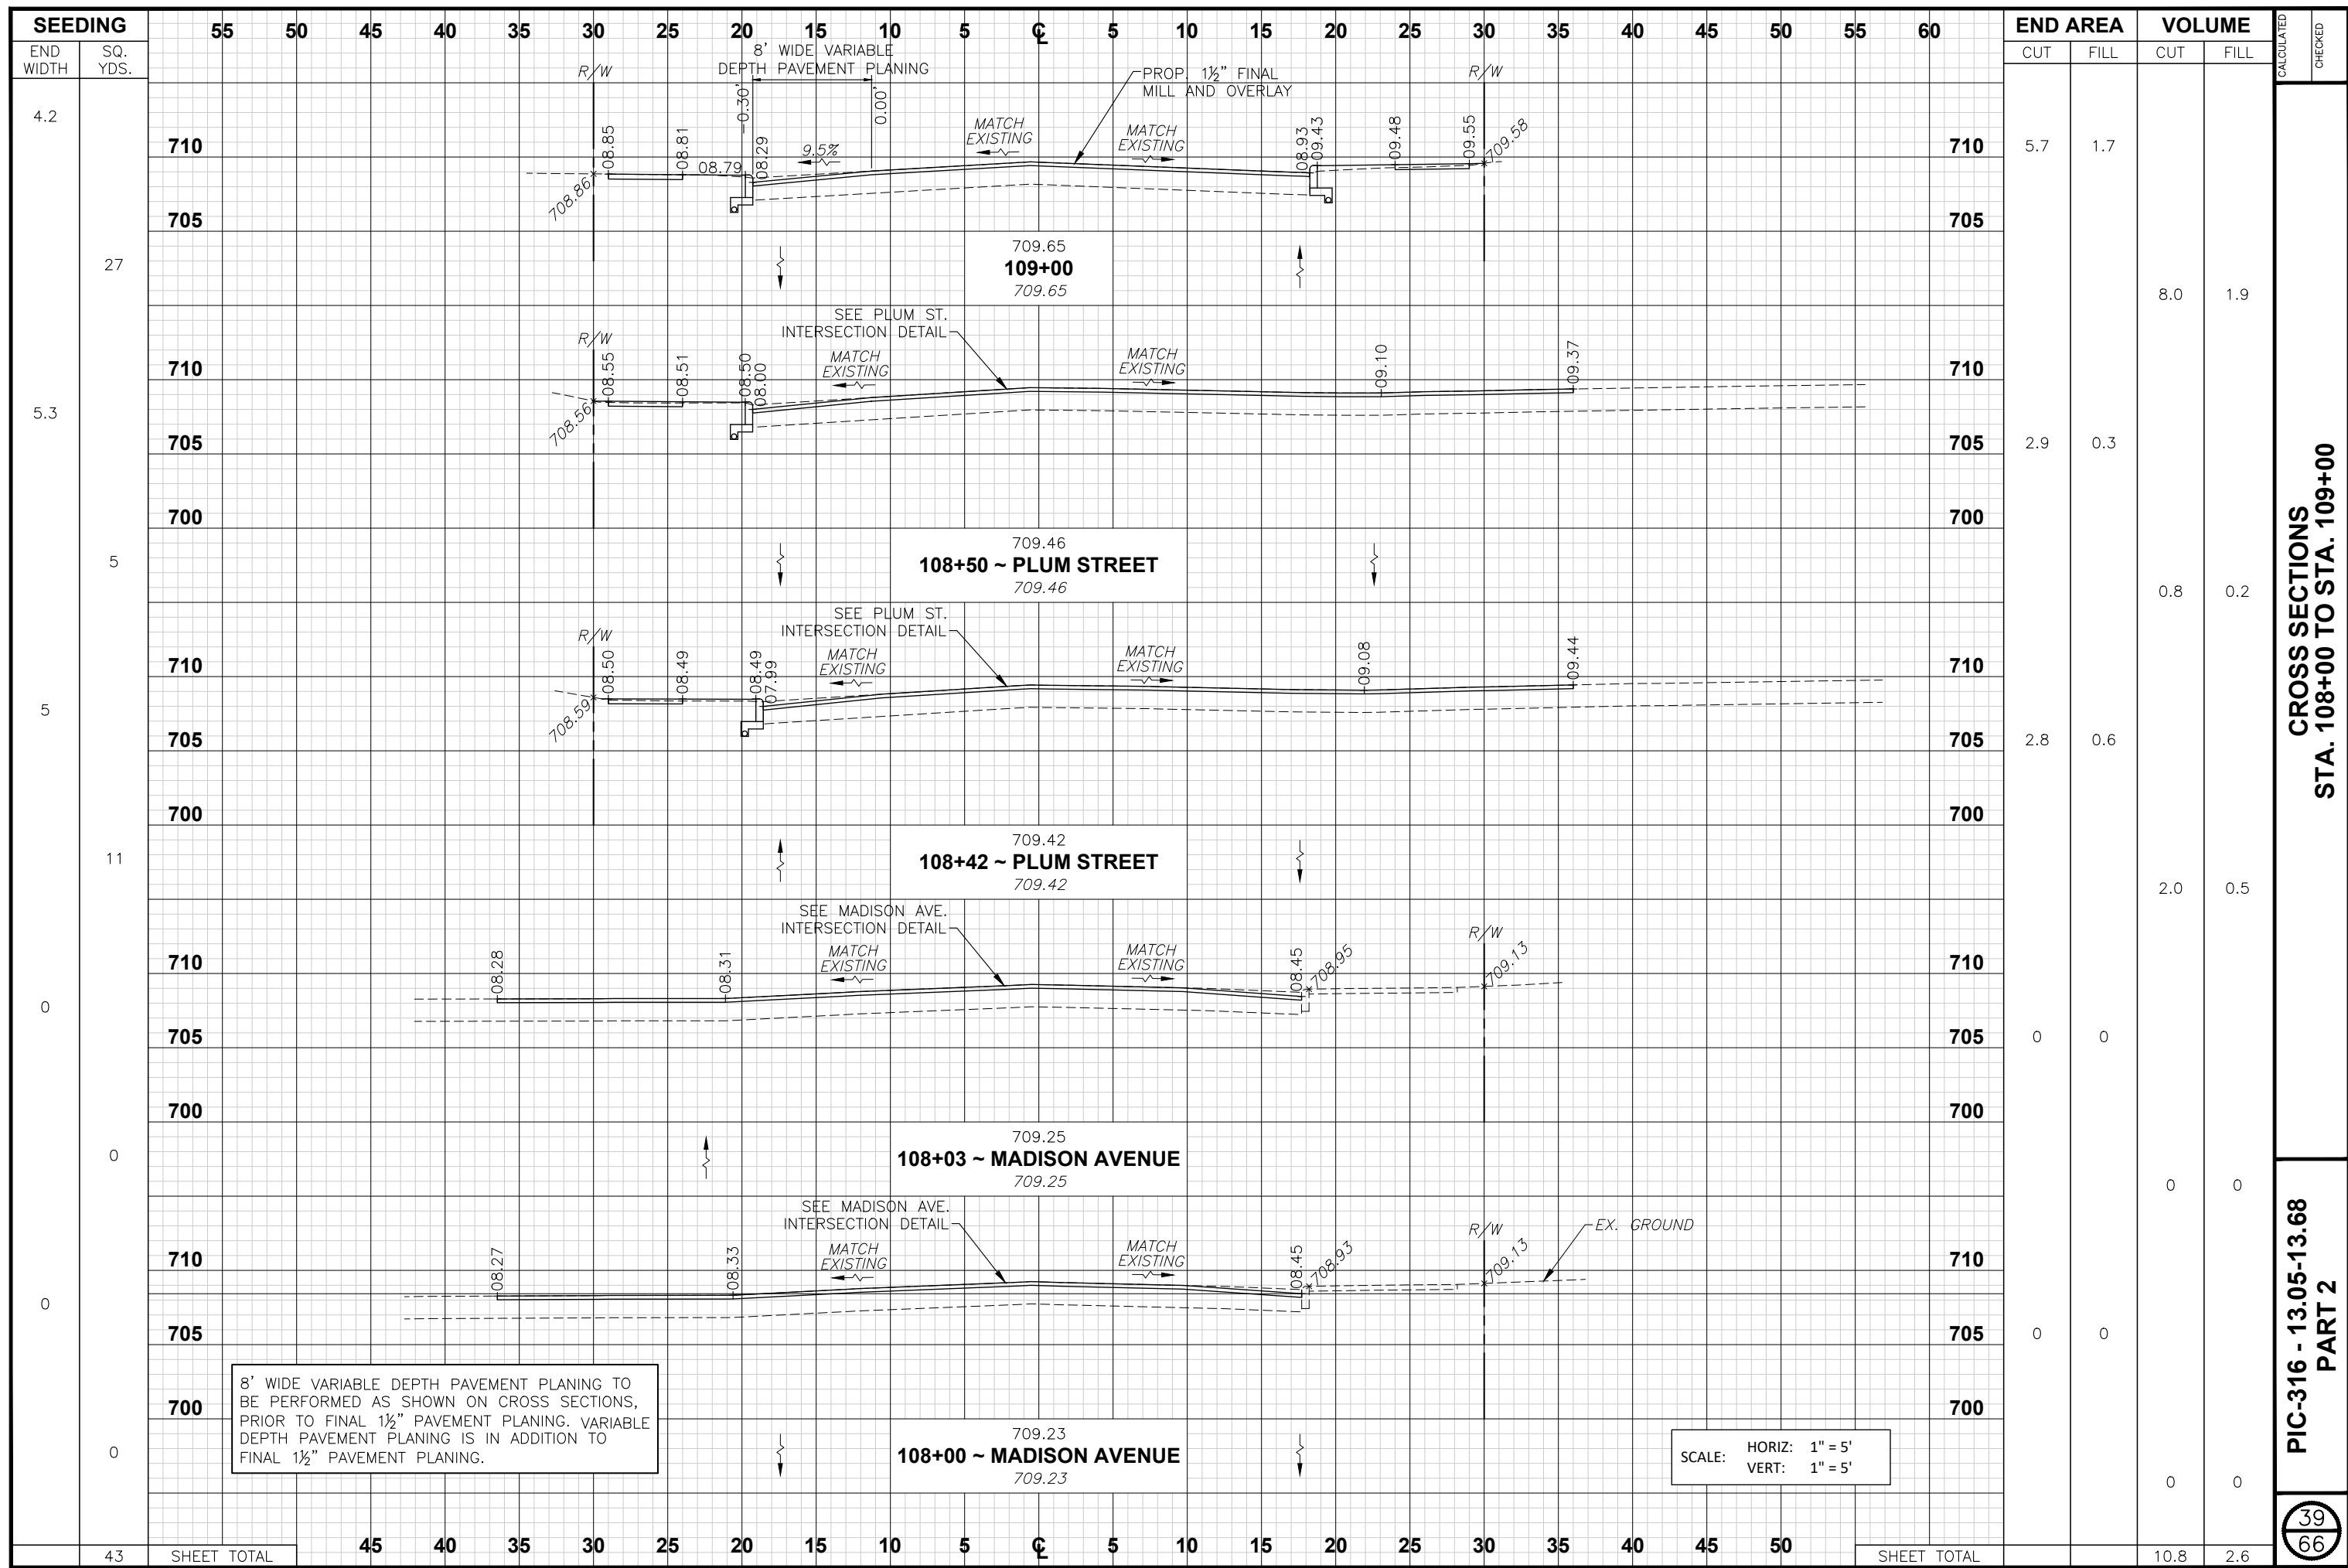 SEEDING
END WIDTH
SQ. YDS.
55 50 45 40 35 30 25 20 15 10 5 ℄ 5 10 15 20 25 30 35 40 45 50 55 60
END AREA
VOLUME
CUT FILL CUT FILL
CALCULATED
CHECKED
8' WIDE VARIABLE
DEPTH PAVEMENT PLANING
R/W
PROP. 1½" FINAL
MILL AND OVERLAY
R/W
4.2
-0.30'
0.00'
MATCH
EXISTING
MATCH
EXISTING
9.5%
710
08.85
08.81
08.79
08.29
08.93
09.43
09.48
09.55
709.58
710
5.7 1.7
708.86
705
705
27
709.65
109+00
709.65
8.0 1.9
SEE PLUM ST.
INTERSECTION DETAIL
R/W
MATCH
EXISTING
MATCH
EXISTING
710
08.55
08.51
08.50
08.00
09.10
09.37
710
708.56
5.3
705
705
2.9 0.3
700
700
5
709.46
108+50 ~ PLUM STREET
709.46
0.8 0.2
SEE PLUM ST.
INTERSECTION DETAIL
R/W
MATCH
EXISTING
MATCH
EXISTING
710
08.50
08.49
08.49
07.99
09.08
09.44
710
708.59
5
705
705
2.8 0.6
700
700
11
709.42
108+42 ~ PLUM STREET
709.42
2.0 0.5
SEE MADISON AVE.
INTERSECTION DETAIL
MATCH
EXISTING
MATCH
EXISTING
R/W
710
08.28
08.31
08.45
708.95
709.13
710
0
705
705
0 0
700
700
0
709.25
108+03 ~ MADISON AVENUE
709.25
0 0
SEE MADISON AVE.
INTERSECTION DETAIL
MATCH
EXISTING
MATCH
EXISTING
R/W
EX. GROUND
710
08.27
08.33
08.45
708.93
709.13
710
0
705
705
0 0
8' WIDE VARIABLE DEPTH PAVEMENT PLANING TO
BE PERFORMED AS SHOWN ON CROSS SECTIONS,
PRIOR TO FINAL 1½" PAVEMENT PLANING. VARIABLE
DEPTH PAVEMENT PLANING IS IN ADDITION TO
FINAL 1½" PAVEMENT PLANING.
700
700
0
709.23
108+00 ~ MADISON AVENUE
709.23
SCALE:
HORIZ: 1" = 5'
VERT: 1" = 5'
0 0
45 40 35 30 25 20 15 10 5 ℄ 5 10 15 20 25 30 35 40 45 50
43 SHEET TOTAL
SHEET TOTAL 10.8 2.6
CROSS SECTIONS
STA. 108+00 TO STA. 109+00
PIC-316 - 13.05-13.68
PART 2
39
66